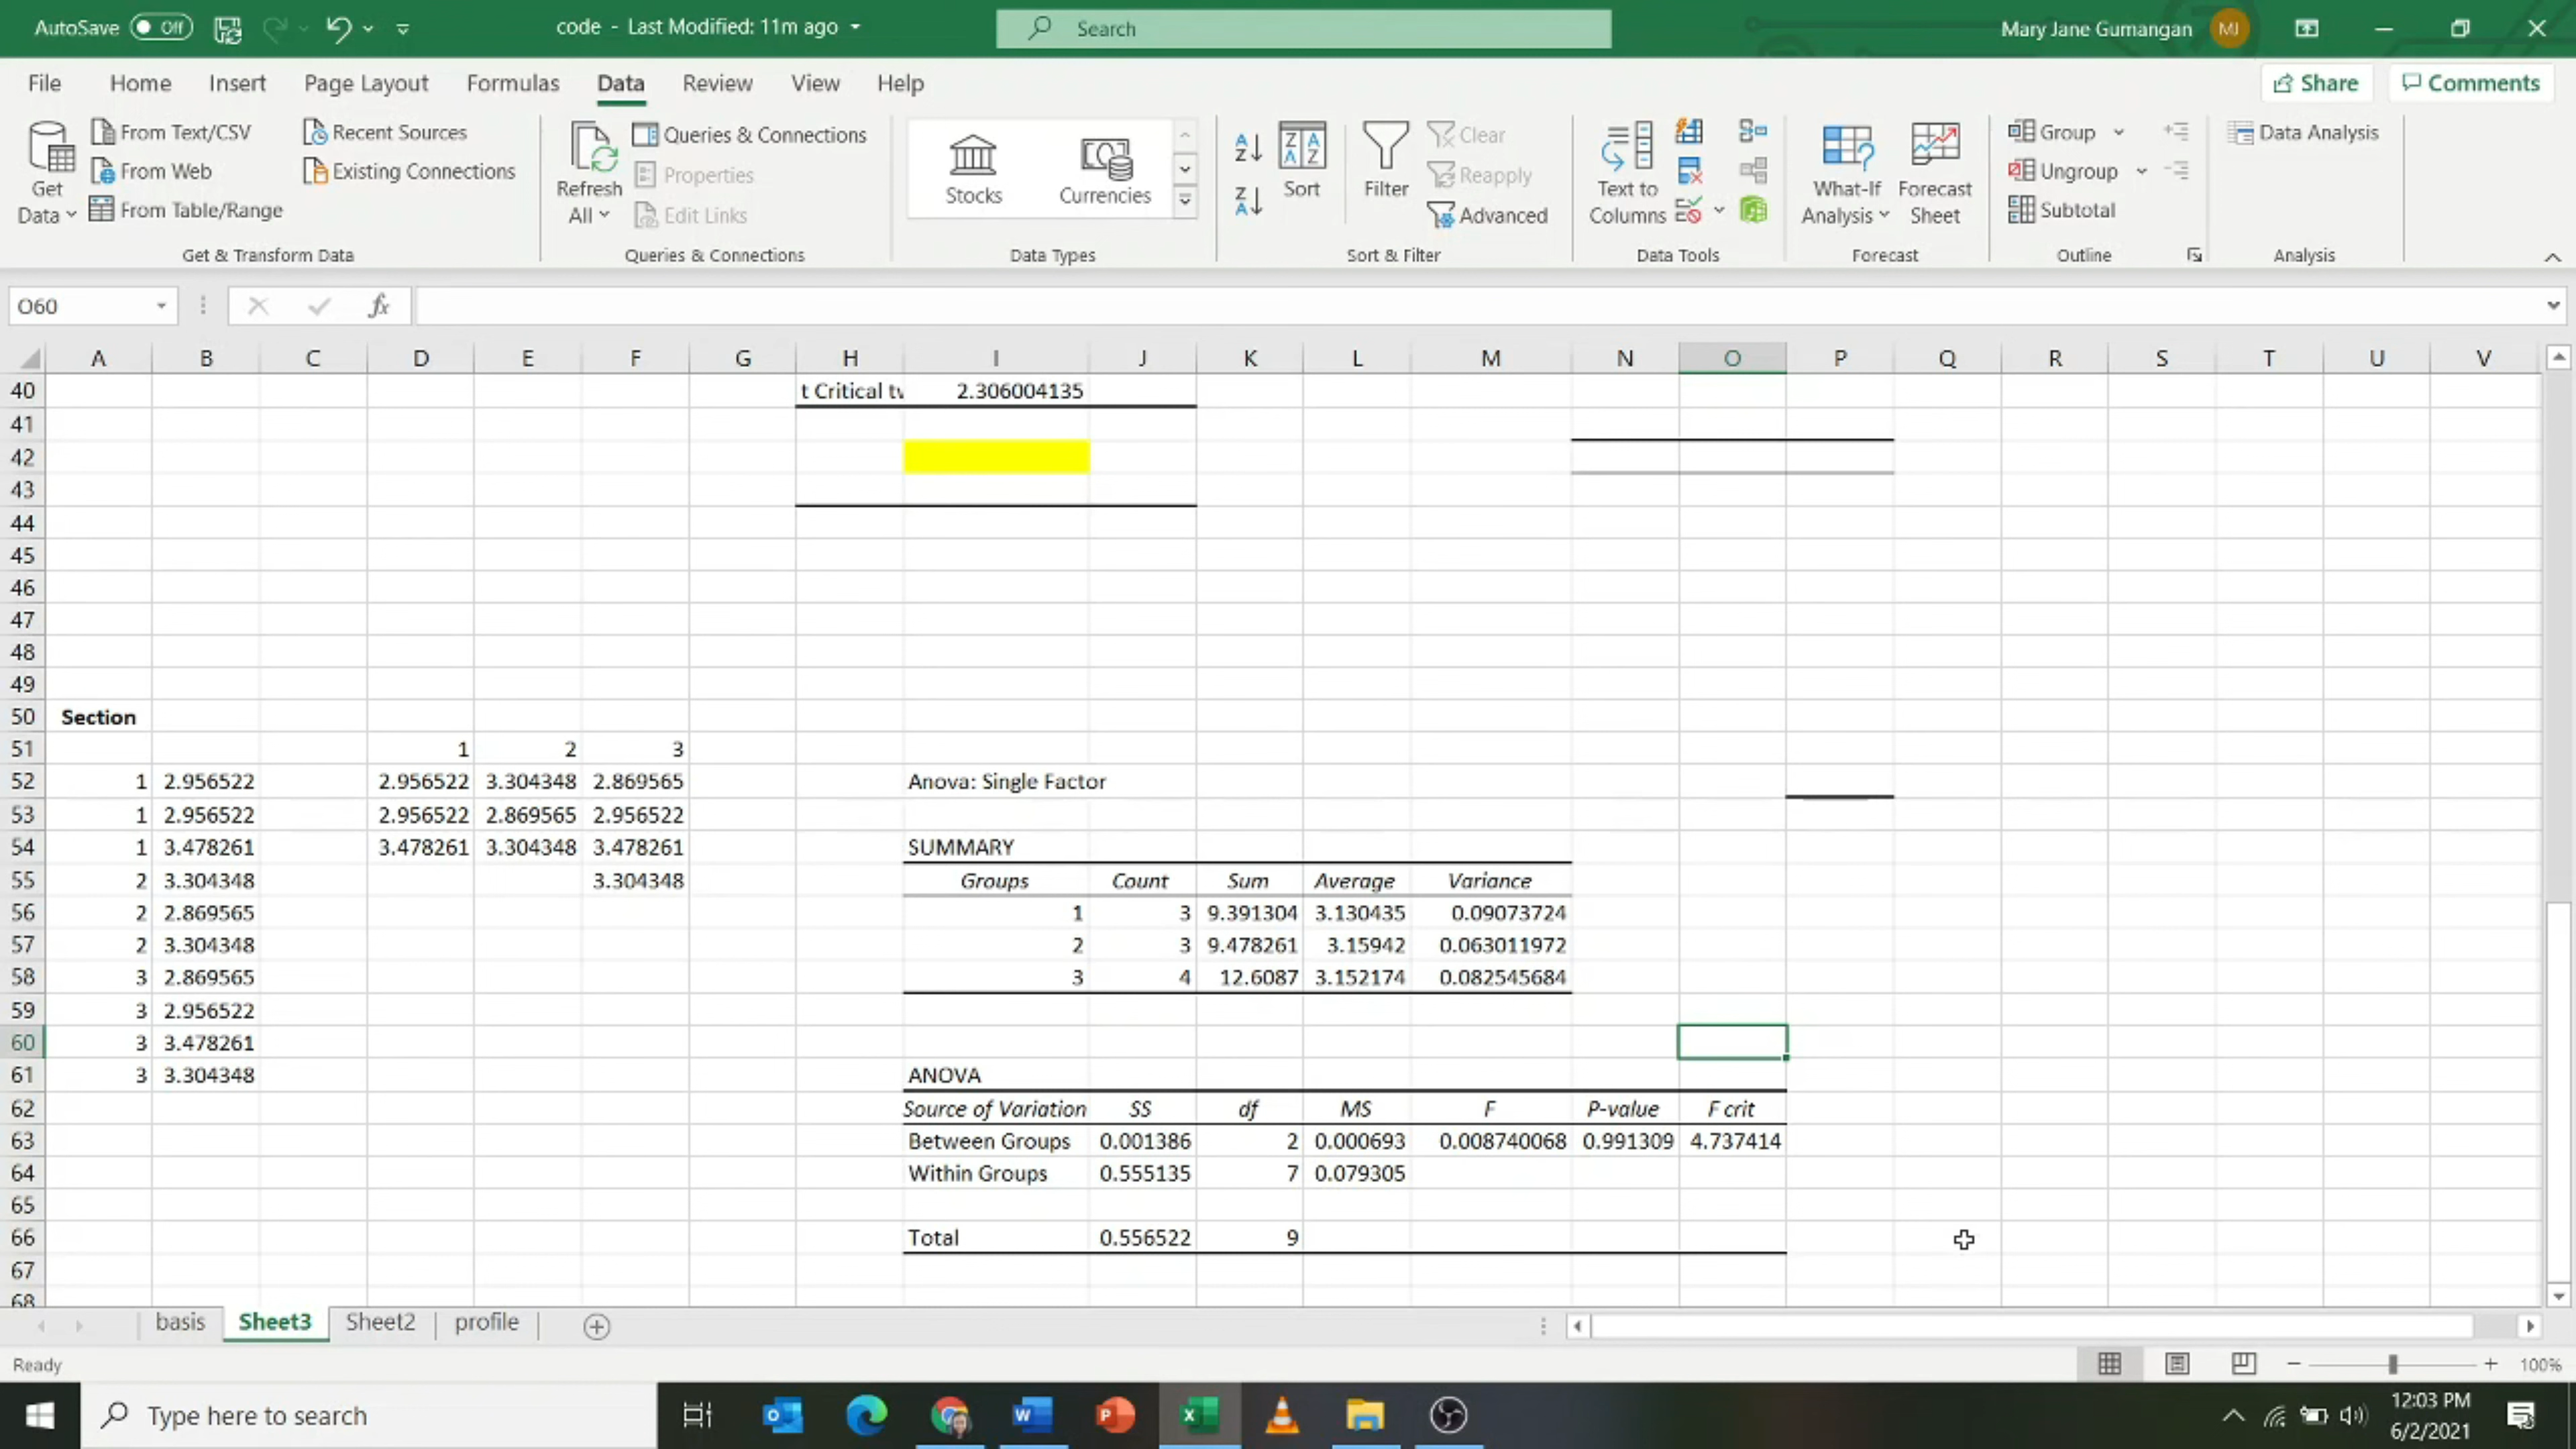 AutoSave Off code - Last Modified: 11m ago Search Mary Jane Gumangan MJ
File Home Insert Page Layout Formulas Data Review View Help Share Comments
Get Data From Text/CSV From Web From Table/Range Recent Sources Existing Connections
Refresh All Queries & Connections Properties Edit Links
Stocks Currencies
Sort Filter Clear Reapply Advanced
Text to Columns
What-If Analysis Forecast Sheet
Group Ungroup Subtotal
Data Analysis
Get & Transform Data Queries & Connections Data Types Sort & Filter Data Tools Forecast Outline Analysis
O60 fx
A B C D E F G H I J K L M N O P Q R S T U V
40 t Critical tv 2.306004135
41
42
43
44
45
46
47
48
49
50 Section
51 1 2 3
52 1 2.956522 2.956522 3.304348 2.869565 Anova: Single Factor
53 1 2.956522 2.956522 2.869565 2.956522
54 1 3.478261 3.478261 3.304348 3.478261 SUMMARY
55 2 3.304348 3.304348 Groups Count Sum Average Variance
56 2 2.869565 1 3 9.391304 3.130435 0.09073724
57 2 3.304348 2 3 9.478261 3.15942 0.063011972
58 3 2.869565 3 4 12.6087 3.152174 0.082545684
59 3 2.956522
60 3 3.478261
61 3 3.304348 ANOVA
62 Source of Variation SS df MS F P-value F crit
63 Between Groups 0.001386 2 0.000693 0.008740068 0.991309 4.737414
64 Within Groups 0.555135 7 0.079305
65
66 Total 0.556522 9
67
68
basis Sheet3 Sheet2 profile
Ready 100%
Type here to search 12:03 PM
6/2/2021